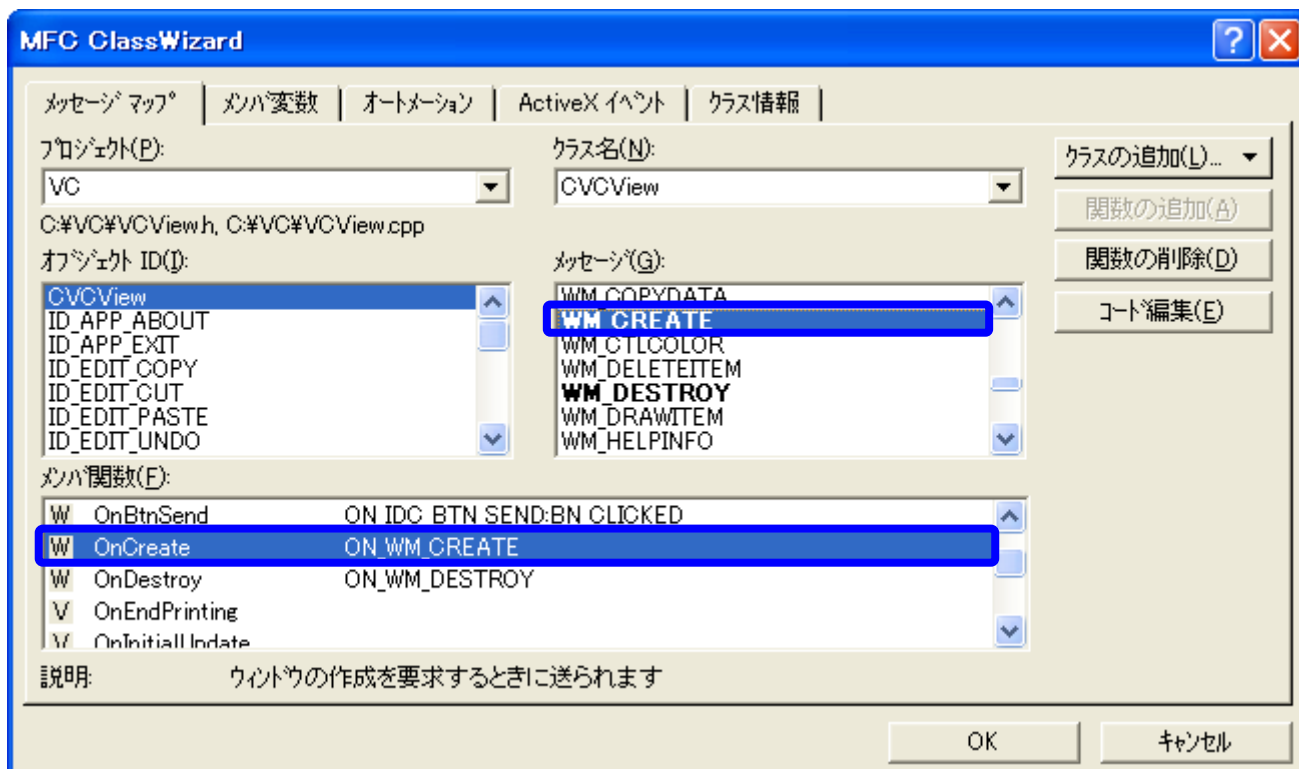 MFC ClassWizard
メッセージ マップ メンバ変数 オートメーション ActiveX イベント クラス情報
プロジェクト(P): クラス名(N):
クラスの追加(L)...
VC CVCView
関数の追加(A)
C:¥VC¥VCView.h, C:¥VC¥VCView.cpp
オブジェクト ID(I): メッセージ(G): 関数の削除(D)
CVCView WM_COPYDATA
ID_APP_ABOUT WM_CREATE コード編集(E)
ID_APP_EXIT WM_CTLCOLOR
ID_EDIT_COPY WM_DELETEITEM
ID_EDIT_CUT WM_DESTROY
ID_EDIT_PASTE WM_DRAWITEM
ID_EDIT_UNDO WM_HELPINFO
メンバ関数(F):
W OnBtnSend ON_IDC_BTN_SEND:BN_CLICKED
W OnCreate ON_WM_CREATE
W OnDestroy ON_WM_DESTROY
V OnEndPrinting
V OnInitialUpdate
説明: ウィンドウの作成を要求するときに送られます
OK キャンセル